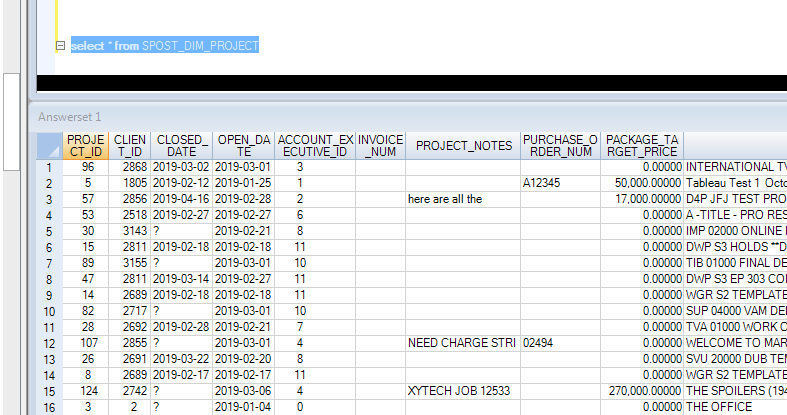 select * from SPOST_DIM_PROJECT
Answerset 1
PROJECT_ID CLIENT_ID CLOSED_DATE OPEN_DATE ACCOUNT_EXECUTIVE_ID INVOICE_NUM PROJECT_NOTES PURCHASE_ORDER_NUM PACKAGE_TARGET_PRICE
1 96 2868 2019-03-02 2019-03-01 3 0.00000 INTERNATIONAL TV
2 5 1805 2019-02-12 2019-01-25 1 A12345 50,000.00000 Tableau Test 1 Octo
3 57 2856 2019-04-16 2019-02-28 2 here are all the 17,000.00000 D4P JFJ TEST PRO
4 53 2518 2019-02-27 2019-02-27 6 0.00000 A -TITLE - PRO RES
5 30 3143 ? 2019-02-21 8 0.00000 IMP 02000 ONLINE
6 15 2811 2019-02-18 2019-02-18 11 0.00000 DWP S3 HOLDS **D
7 89 3155 ? 2019-03-01 10 0.00000 TIB 01000 FINAL DE
8 47 2811 2019-03-14 2019-02-27 11 0.00000 DWP S3 EP 303 CO
9 14 2689 2019-02-18 2019-02-18 11 0.00000 WGR S2 TEMPLATE
10 82 2717 ? 2019-03-01 10 0.00000 SUP 04000 VAM DE
11 28 2692 2019-02-28 2019-02-21 7 0.00000 TVA 01000 WORK
12 107 2855 ? 2019-03-01 4 NEED CHARGE STRI 02494 0.00000 WELCOME TO MAR
13 26 2691 2019-03-22 2019-02-20 8 0.00000 SVU 20000 DUB TEM
14 8 2689 2019-02-17 2019-02-17 11 0.00000 WGR S2 TEMPLATE
15 124 2742 ? 2019-03-06 4 XYTECH JOB 12533 270,000.00000 THE SPOILERS (194
16 3 2 ? 2019-01-04 0 0.00000 THE OFFICE